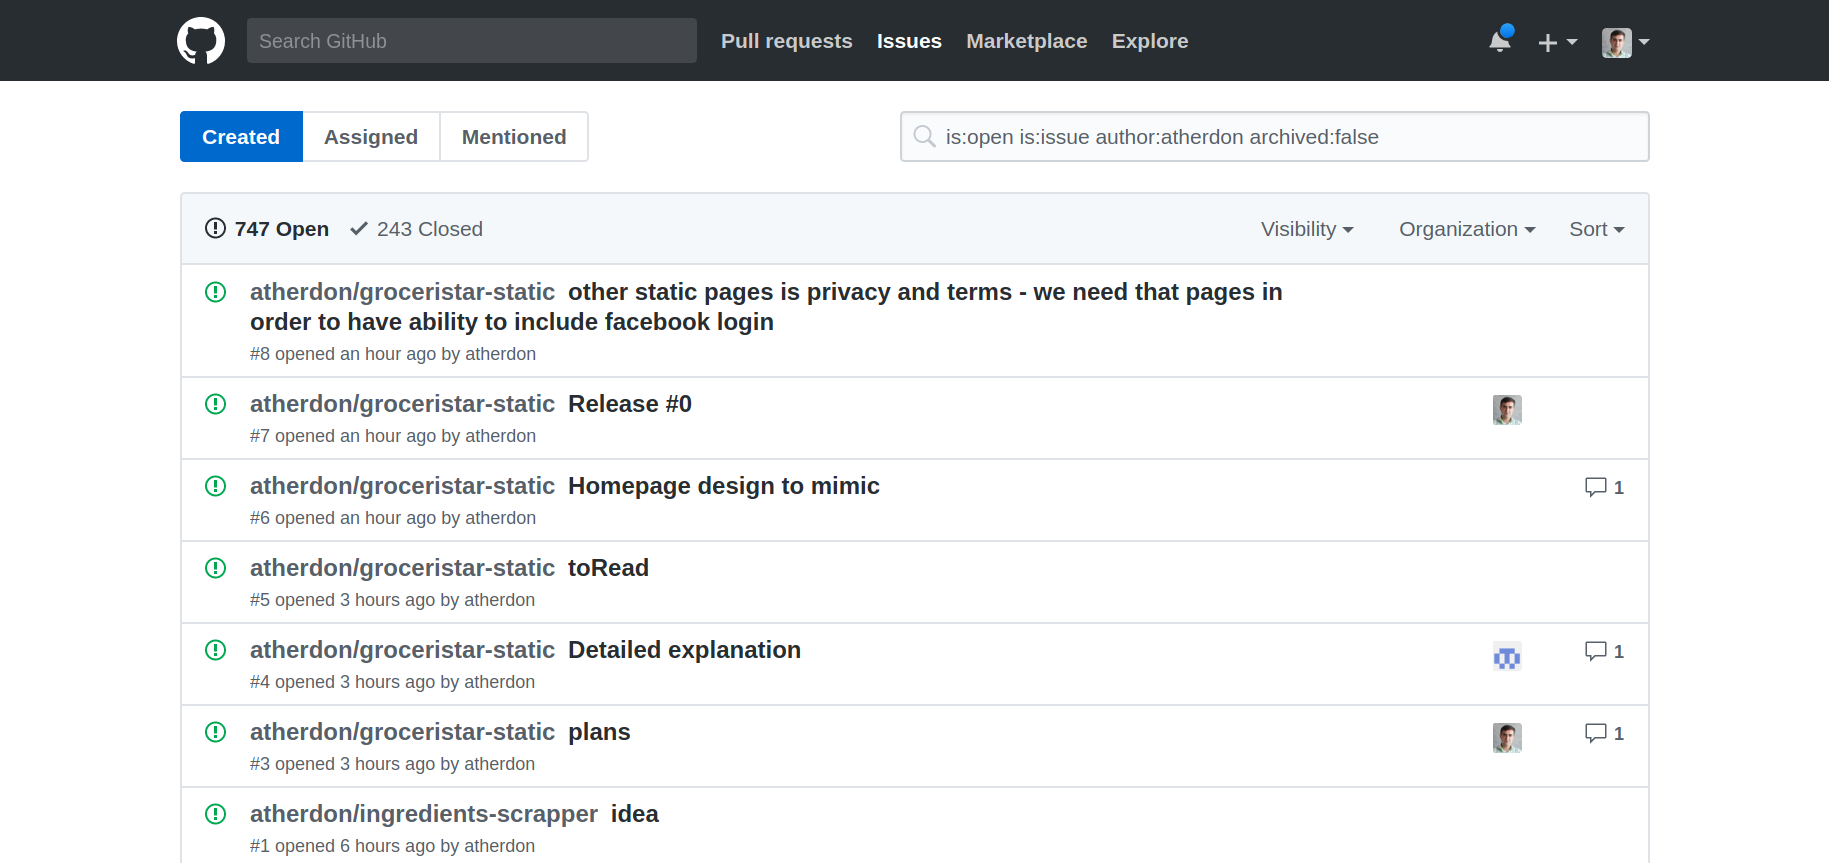 Search GitHub Pull requests Issues Marketplace Explore
Created Assigned Mentioned is:open is:issue author:atherdon archived:false
747 Open 243 Closed Visibility Organization Sort
atherdon/groceristar-static other static pages is privacy and terms - we need that pages in
order to have ability to include facebook login
#8 opened an hour ago by atherdon
atherdon/groceristar-static Release #0
#7 opened an hour ago by atherdon
atherdon/groceristar-static Homepage design to mimic 1
#6 opened an hour ago by atherdon
atherdon/groceristar-static toRead
#5 opened 3 hours ago by atherdon
atherdon/groceristar-static Detailed explanation 1
#4 opened 3 hours ago by atherdon
atherdon/groceristar-static plans 1
#3 opened 3 hours ago by atherdon
atherdon/ingredients-scrapper idea
#1 opened 6 hours ago by atherdon